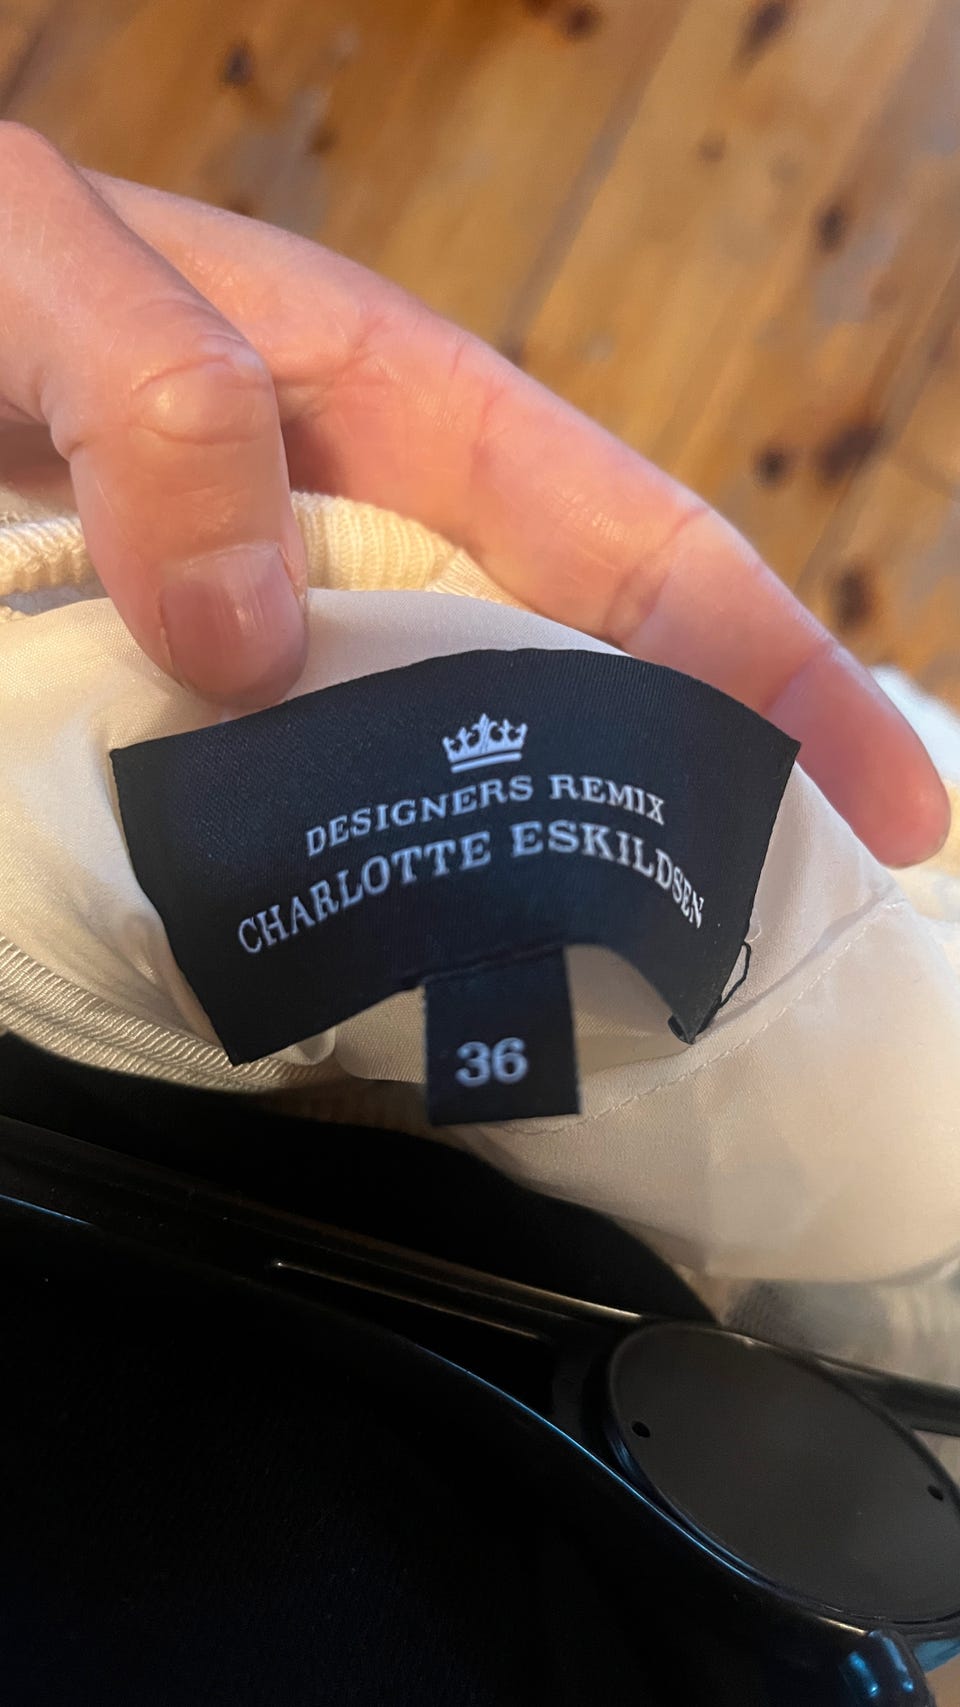 DESIGNERS REMIX
CHARLOTTE ESKILDSEN
36